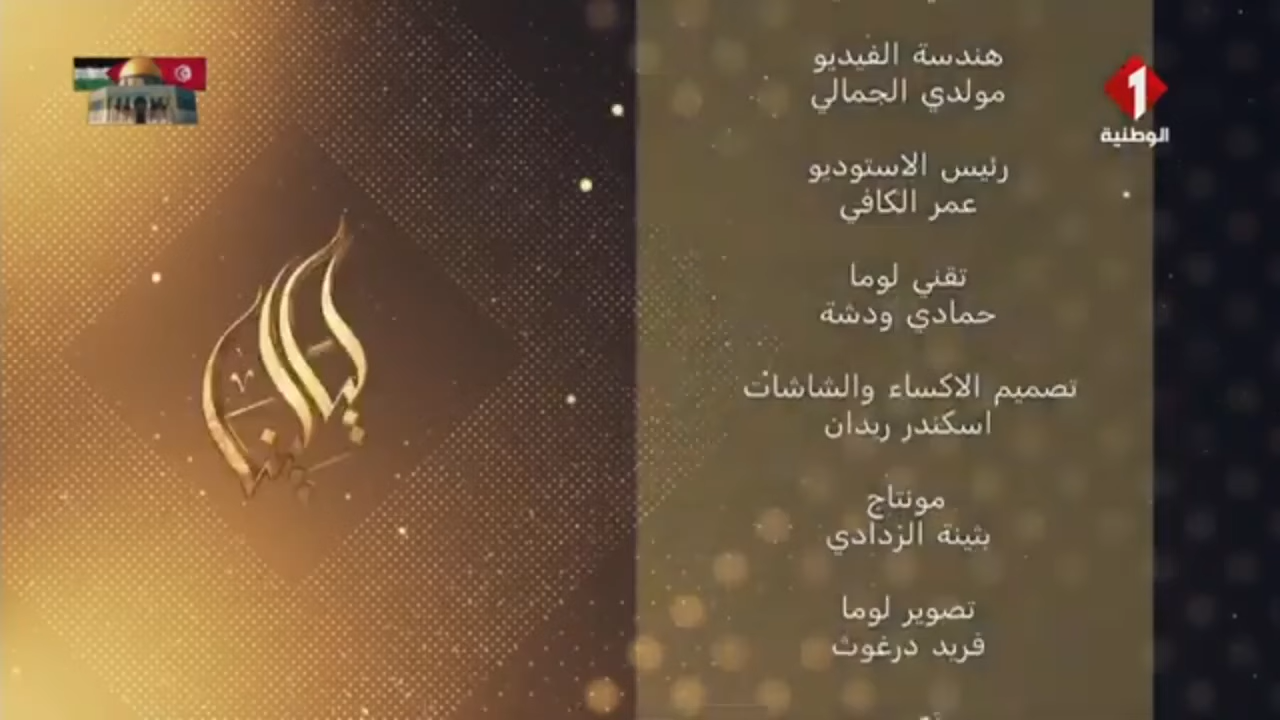 هندسة الفيديو
مولدي الجمالي
1
الوطنية
رئيس الاستوديو
عمر الكافي
تقني لوما
حمادي ودشة
تصميم الاكساء والشاشات
اسكندر ريدان
مونتاج
بثينة الزدادي
تصوير لوما
فريد درغوث